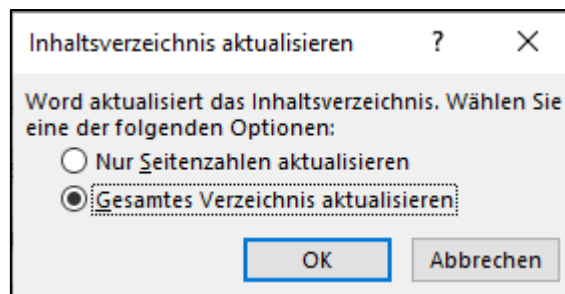 Inhaltsverzeichnis aktualisieren ?
Word aktualisiert das Inhaltsverzeichnis. Wählen Sie
eine der folgenden Optionen:
Nur Seitenzahlen aktualisieren
Gesamtes Verzeichnis aktualisieren
OK Abbrechen